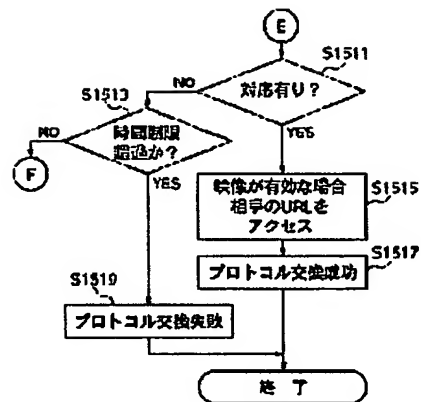 E
S1511
対応有り？
NO
YES
S1513
時間制限
超過か？
NO
YES
F
映像が有効な場合
相手のURLを
アクセス
S1515
プロトコル交換成功
S1517
S1519
プロトコル交換失敗
終了